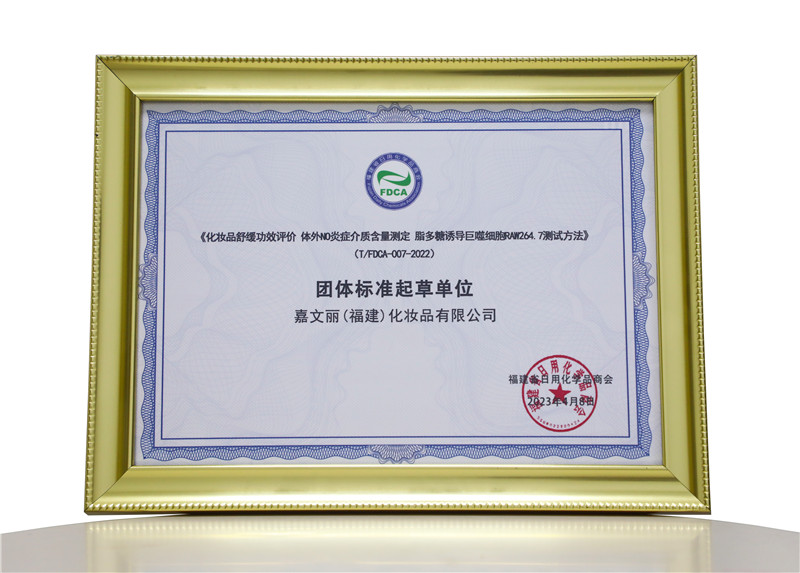 FDCA
《化妆品舒缓功效评价 体外NO炎症介质含量测定 脂多糖诱导巨噬细胞RAW264.7测试方法》
(T/FDCA-007-2022)
团体标准起草单位
嘉文丽(福建)化妆品有限公司
福建省日用化学品商会
2023年4月8日